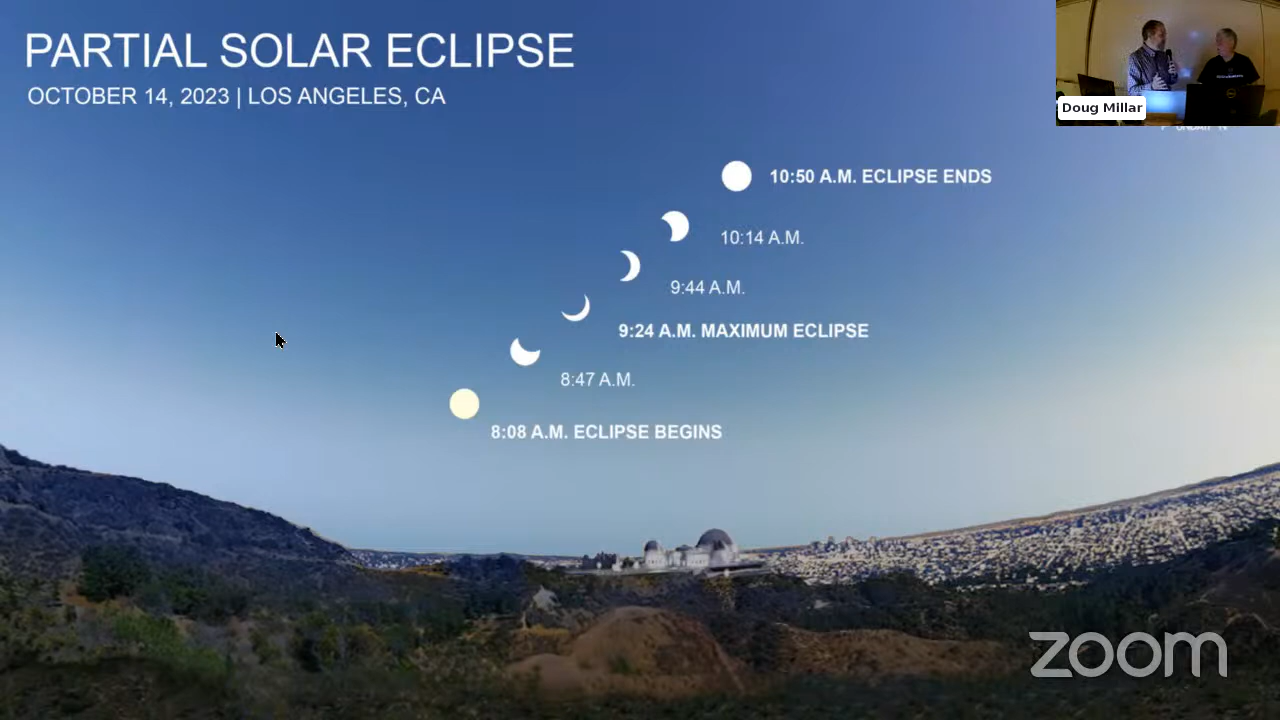 PARTIAL SOLAR ECLIPSE
OCTOBER 14, 2023 | LOS ANGELES, CA
Doug Millar
10:50 A.M. ECLIPSE ENDS
10:14 A.M.
9:44 A.M.
9:24 A.M. MAXIMUM ECLIPSE
8:47 A.M.
8:08 A.M. ECLIPSE BEGINS
zoom